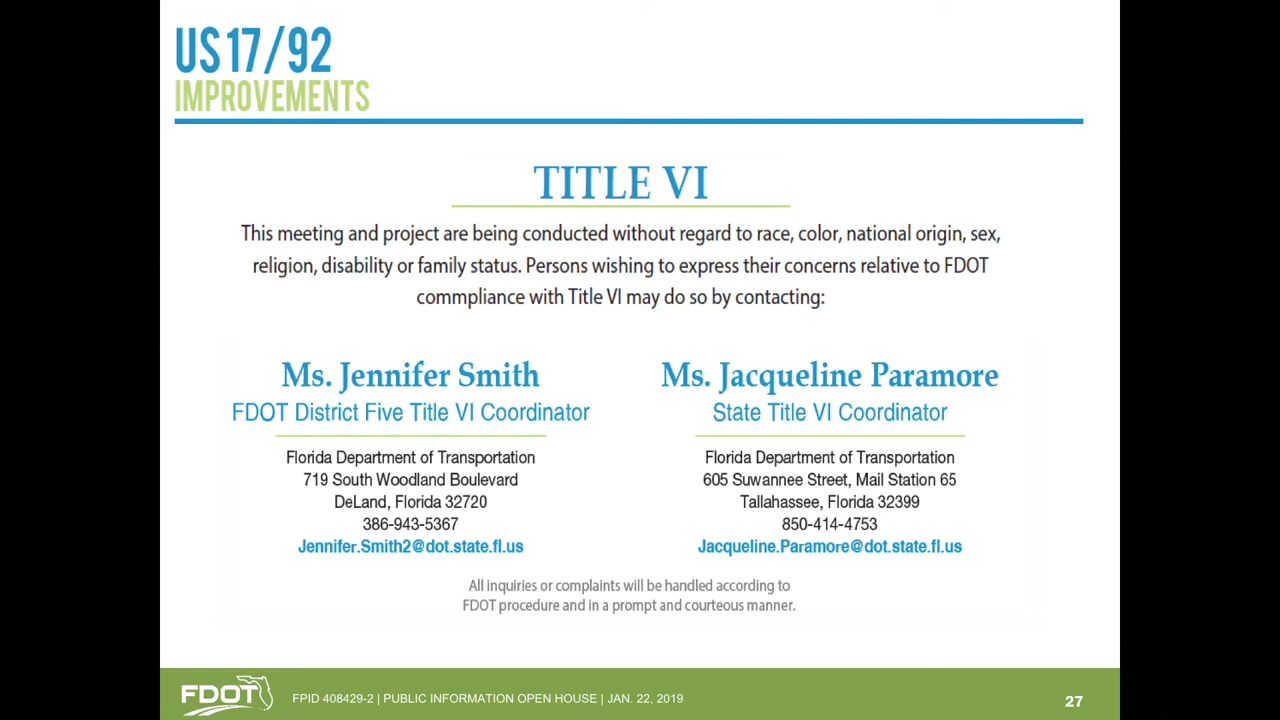 US 17/92
IMPROVEMENTS
TITLE VI
This meeting and project are being conducted without regard to race, color, national origin, sex,
religion, disability or family status. Persons wishing to express their concerns relative to FDOT
commpliance with Title VI may do so by contacting:
Ms. Jennifer Smith
FDOT District Five Title VI Coordinator
Florida Department of Transportation
719 South Woodland Boulevard
DeLand, Florida 32720
386-943-5367
Jennifer.Smith2@dot.state.fl.us
Ms. Jacqueline Paramore
State Title VI Coordinator
Florida Department of Transportation
605 Suwannee Street, Mail Station 65
Tallahassee, Florida 32399
850-414-4753
Jacqueline.Paramore@dot.state.fl.us
All inquiries or complaints will be handled according to
FDOT procedure and in a prompt and courteous manner.
FDOT
FPID 408429-2 | PUBLIC INFORMATION OPEN HOUSE | JAN. 22, 2019
27